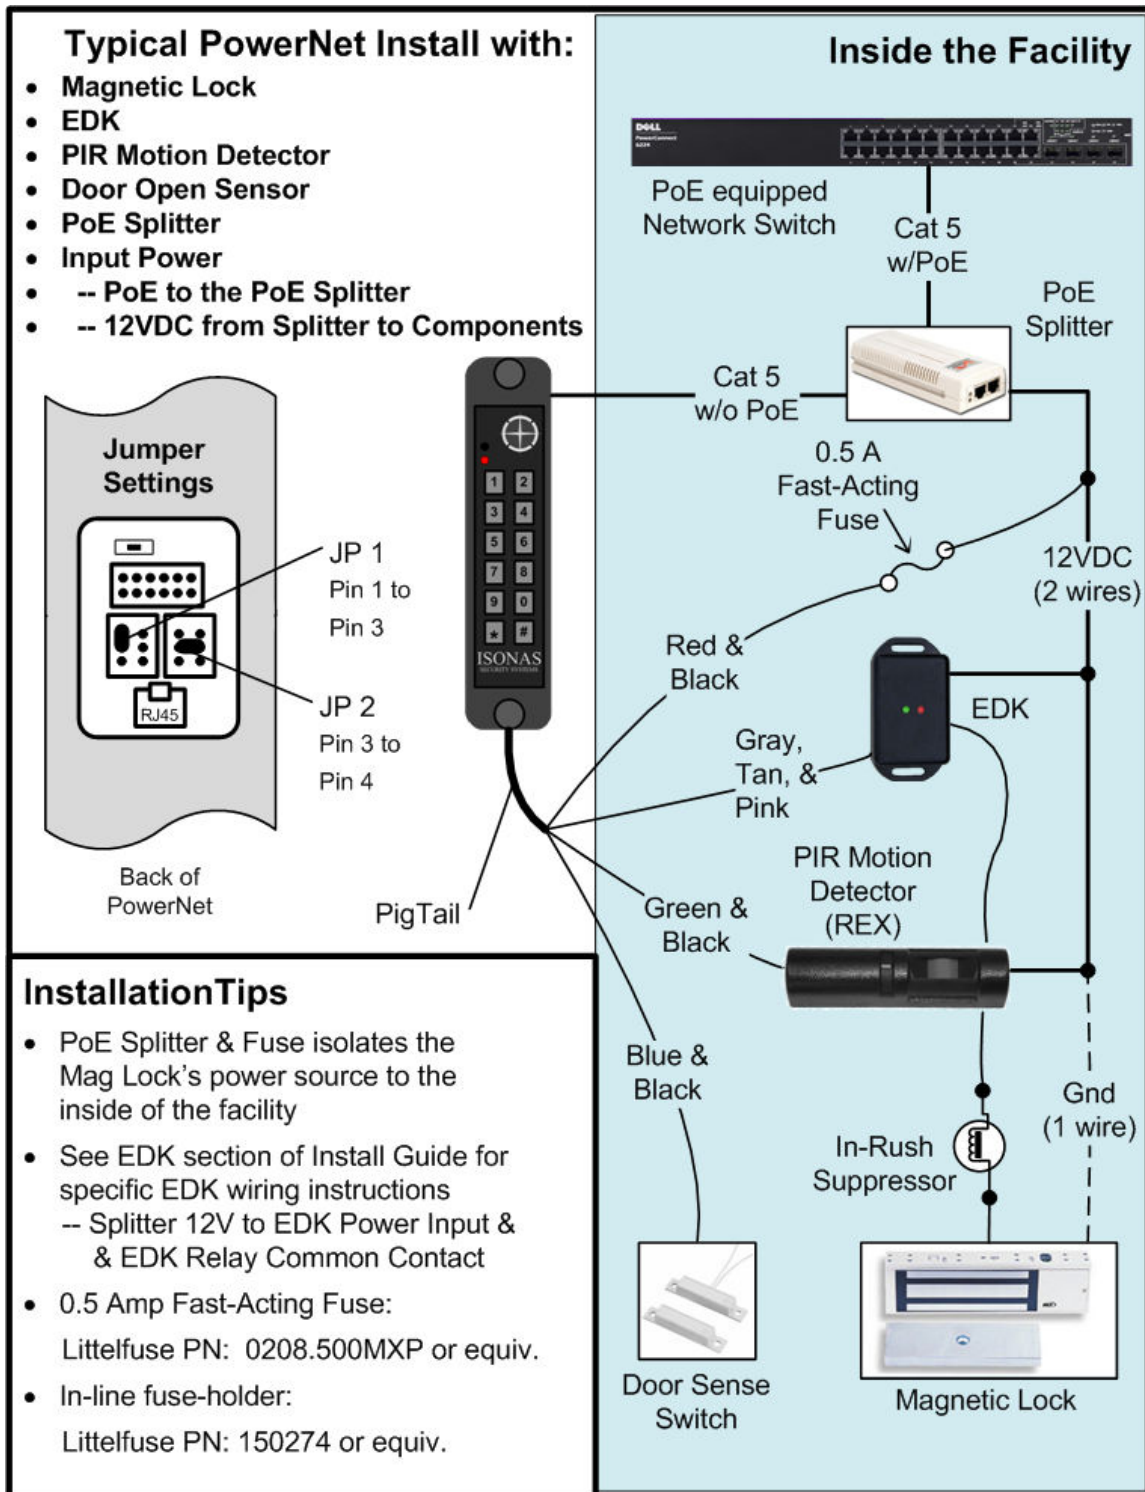 Typical PowerNet Install with:
• Magnetic Lock
• EDK
• PIR Motion Detector
• Door Open Sensor
• PoE Splitter
• Input Power
• -- PoE to the PoE Splitter
• -- 12VDC from Splitter to Components
Jumper
Settings
JP 1
Pin 1 to
Pin 3
JP 2
Pin 3 to
Pin 4
RJ45
Back of
PowerNet
1 2
3 4
5 6
7 8
9 0
* #
ISONAS
SECURITY SYSTEMS
PigTail
Inside the Facility
DELL
PowerConnect
6224
PoE equipped
Network Switch
Cat 5
w/PoE
PoE
Splitter
Cat 5
w/o PoE
0.5 A
Fast-Acting
Fuse
12VDC
(2 wires)
Red &
Black
EDK
Gray,
Tan, &
Pink
PIR Motion
Detector
(REX)
Green &
Black
Blue &
Black
Gnd
(1 wire)
In-Rush
Suppressor
Door Sense
Switch
Magnetic Lock
InstallationTips
• PoE Splitter & Fuse isolates the
Mag Lock's power source to the
inside of the facility
• See EDK section of Install Guide for
specific EDK wiring instructions
-- Splitter 12V to EDK Power Input &
& EDK Relay Common Contact
• 0.5 Amp Fast-Acting Fuse:
Littelfuse PN: 0208.500MXP or equiv.
• In-line fuse-holder:
Littelfuse PN: 150274 or equiv.